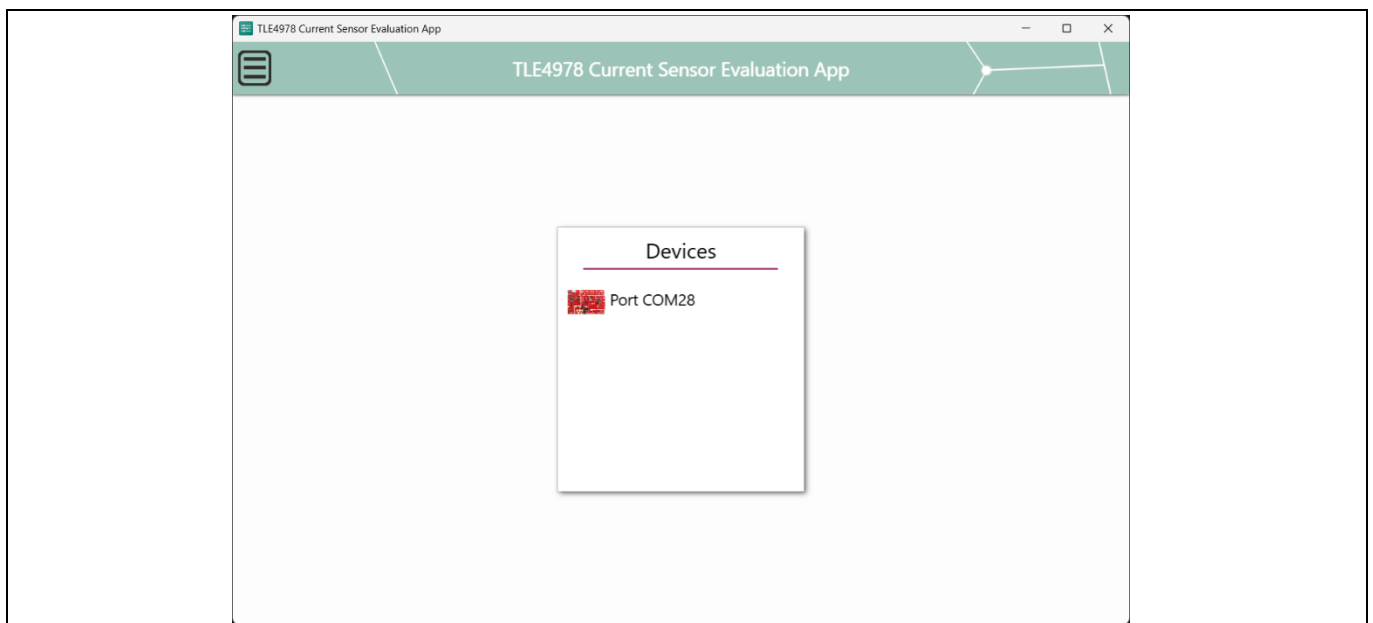 TLE4978 Current Sensor Evaluation App
TLE4978 Current Sensor Evaluation App
Devices
Port COM28